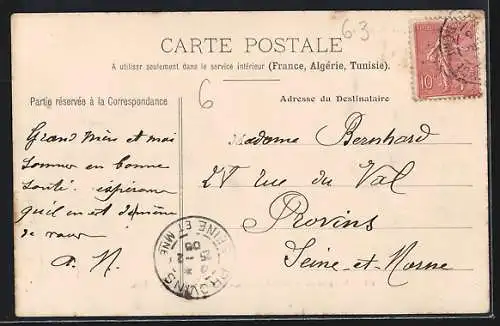 63
CARTE POSTALE
A utiliser seulement dans le service intérieur (France, Algérie, Tunisie).
6
Partie réservée à la Correspondance
Adresse du Destinataire
10
Grand mère et moi
sommes en bonne
santé. espérons
qu'il en est de même
de vous
A. N.
Madame Bernhard
27 rue du Val
Provins
Seine-et-Marne
PROVINS
SEINE ET MNE